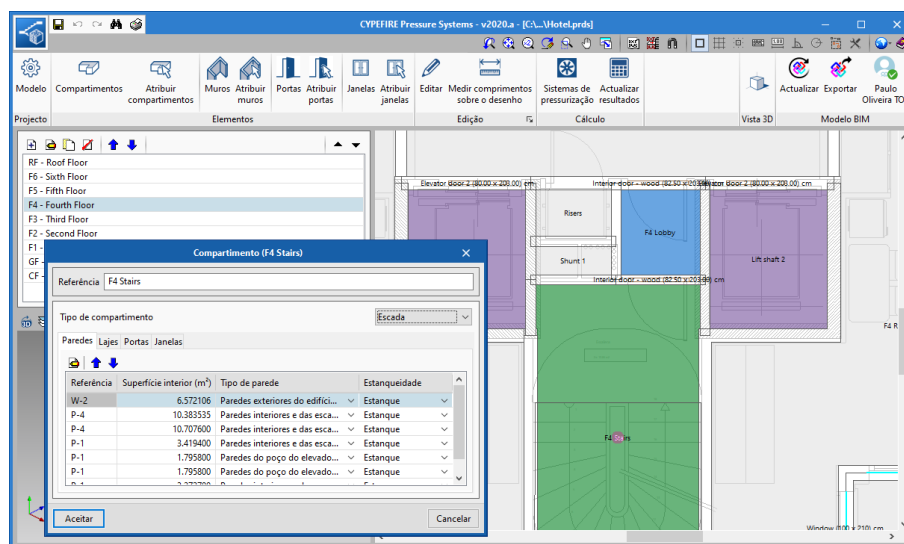 CYPEFIRE Pressure Systems - v2020.a - [C:\...\Hotel.prds]
Modelo
Compartimentos
Atribuir compartimentos
Muros
Atribuir muros
Portas
Atribuir portas
Janelas
Atribuir janelas
Editar
Medir comprimentos sobre o desenho
Sistemas de pressurização
Actualizar resultados
Vista 3D
Actualizar
Exportar
Paulo Oliveira TO
Projecto
Elementos
Edição
Cálculo
Modelo BIM
RF - Roof Floor
F6 - Sixth Floor
F5 - Fifth Floor
F4 - Fourth Floor
F3 - Third Floor
F2 - Second Floor
F1 -
GF
CF -
Compartimento (F4 Stairs)
Referência F4 Stairs
Tipo de compartimento Escada
Paredes Lajes Portas Janelas
Referência Superfície interior (m²) Tipo de parede Estanqueidade
W-2 6.572106 Paredes exteriores do edifíci... Estanque
P-4 10.383535 Paredes interiores e das esca... Estanque
P-4 10.707600 Paredes interiores e das esca... Estanque
P-1 3.419400 Paredes interiores e das esca... Estanque
P-1 1.795800 Paredes do poço do elevado... Estanque
P-1 1.795800 Paredes do poço do elevado... Estanque
Aceitar Cancelar
Elevator door 2 (80.00 x 203.00) cm
Interior door - wood (82.50 x 203.00)
door 2 (80.00 x 203.00) cm
Risers
F4 Lobby
Shunt 1
Lift shaft 2
Interior door - wood (82.50 x 203.00) cm
F4 R
F4 Stairs
Window (100 x 210) cm